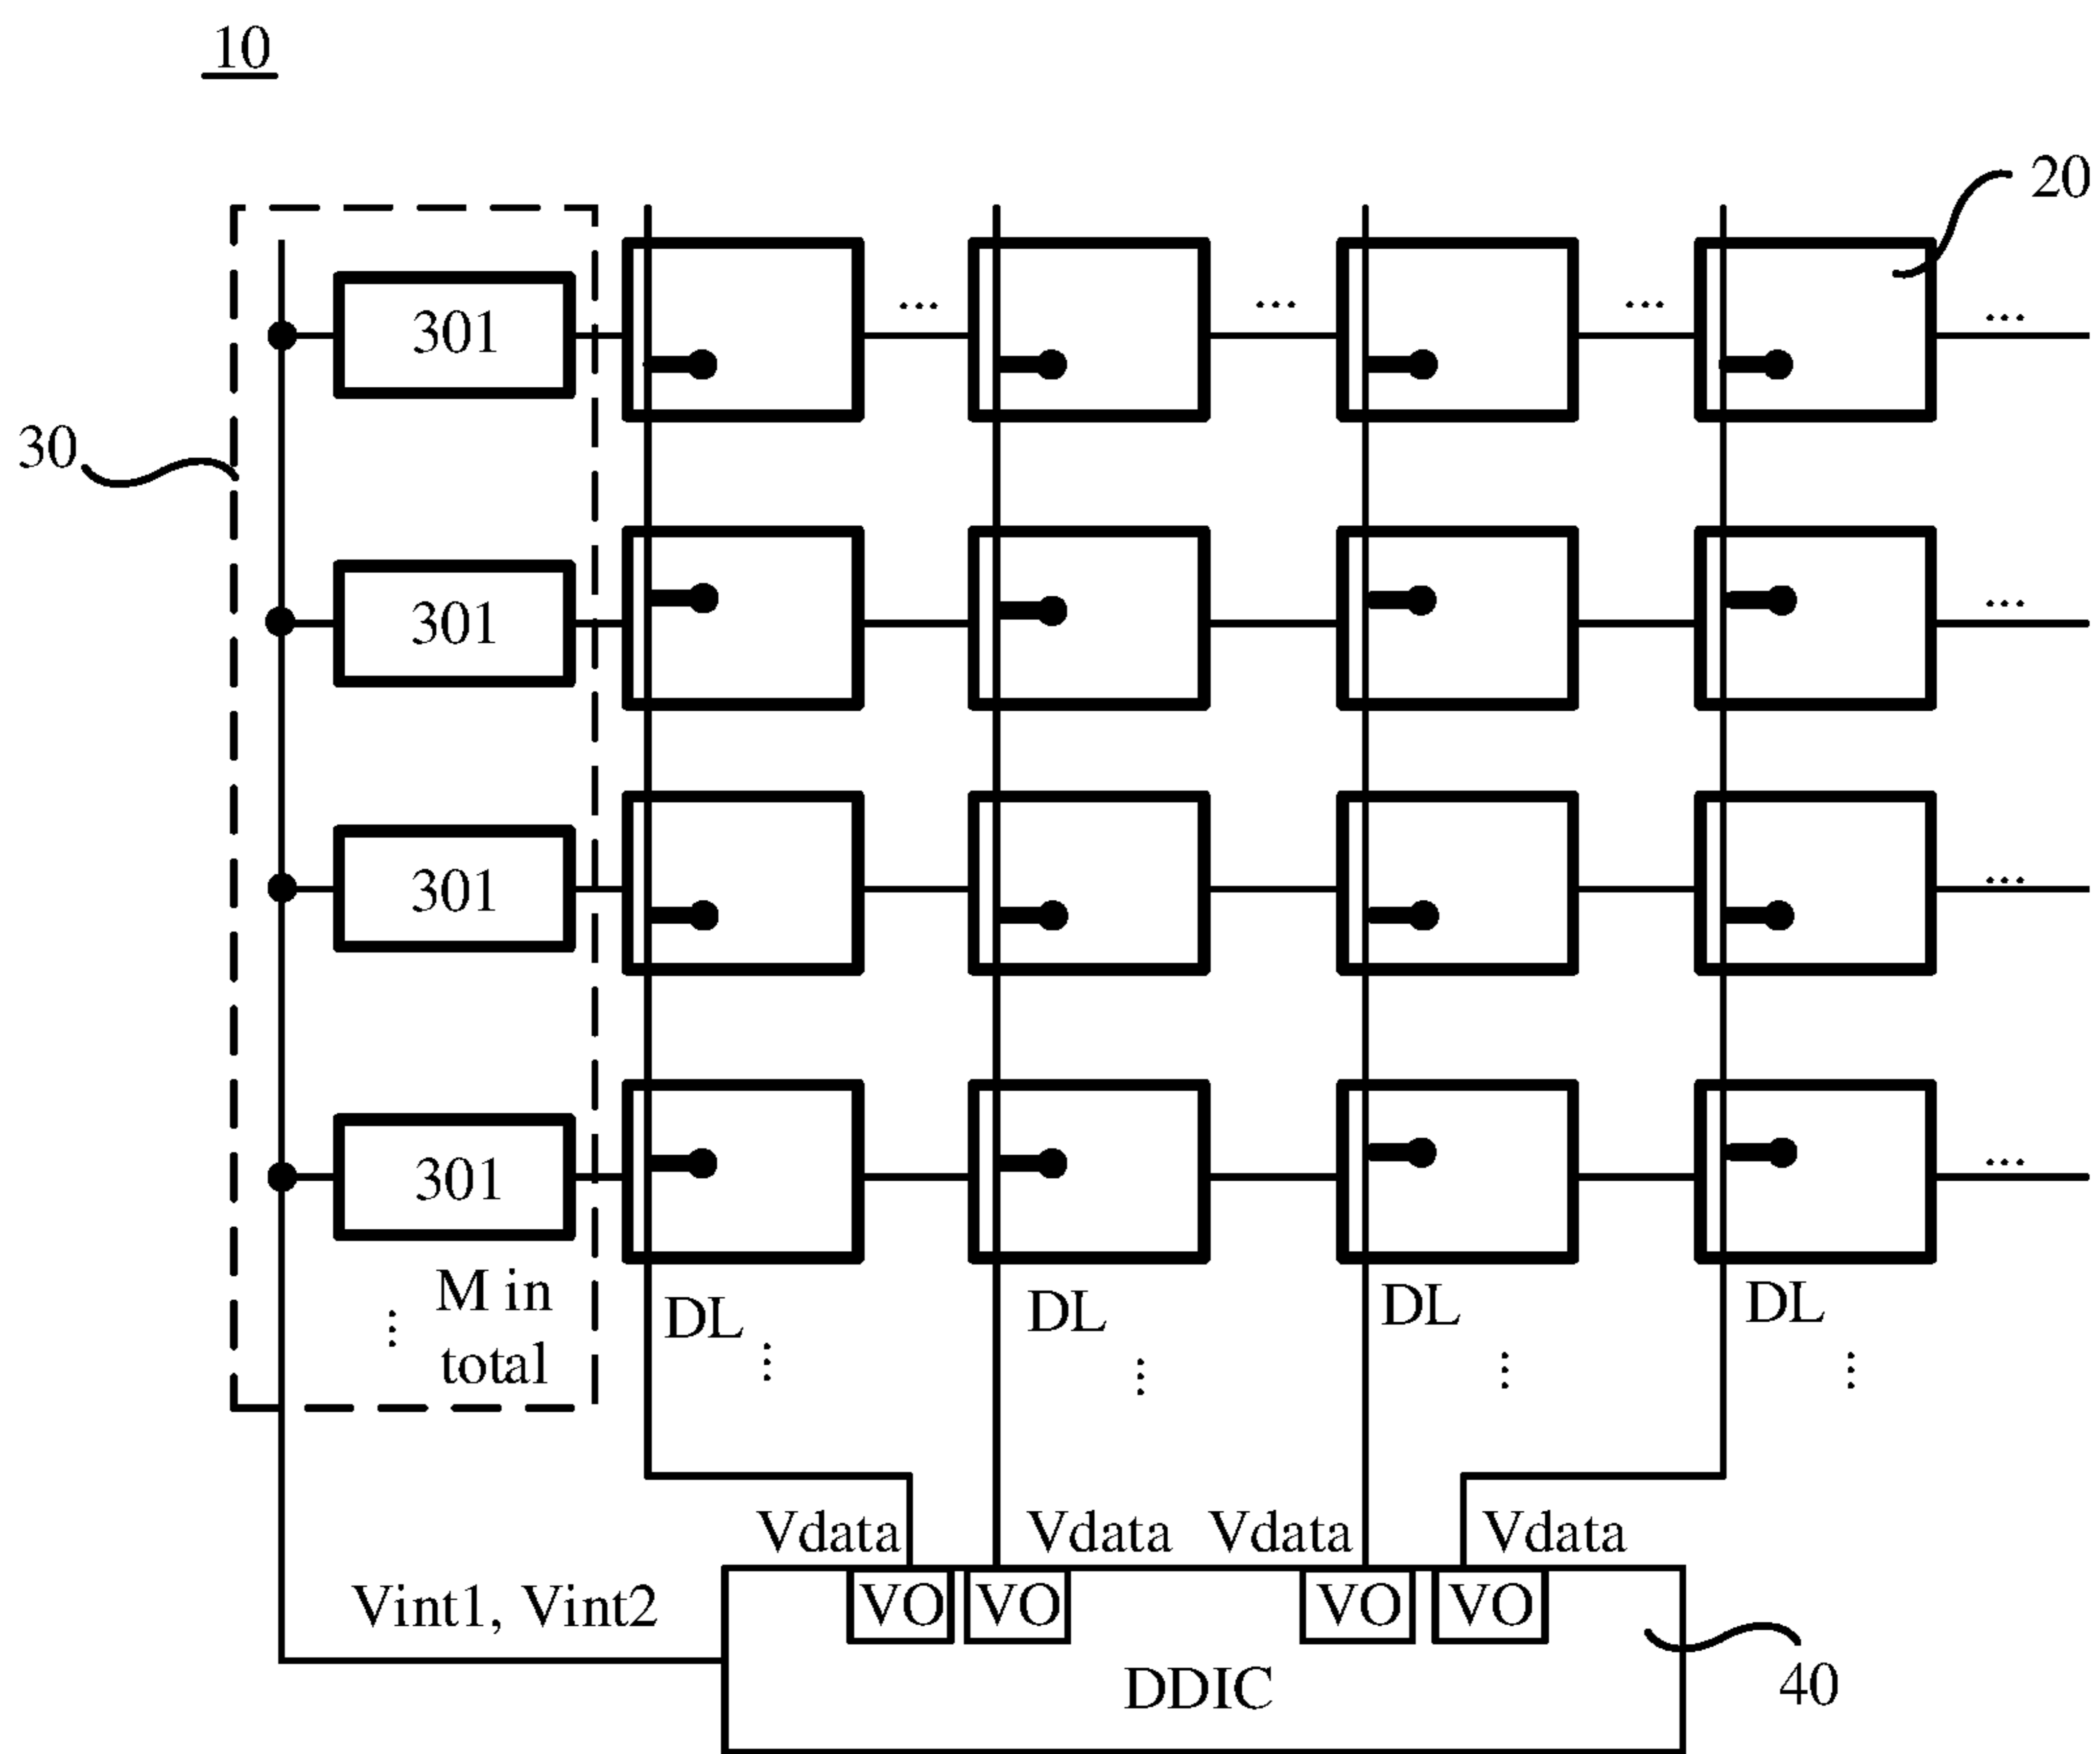 10
20
...
...
...
...
301
30
...
301
...
301
...
301
M in
total
DL
DL
DL
DL
Vdata
Vdata
Vdata
Vdata
VO
VO
VO
VO
Vint1, Vint2
DDIC
40